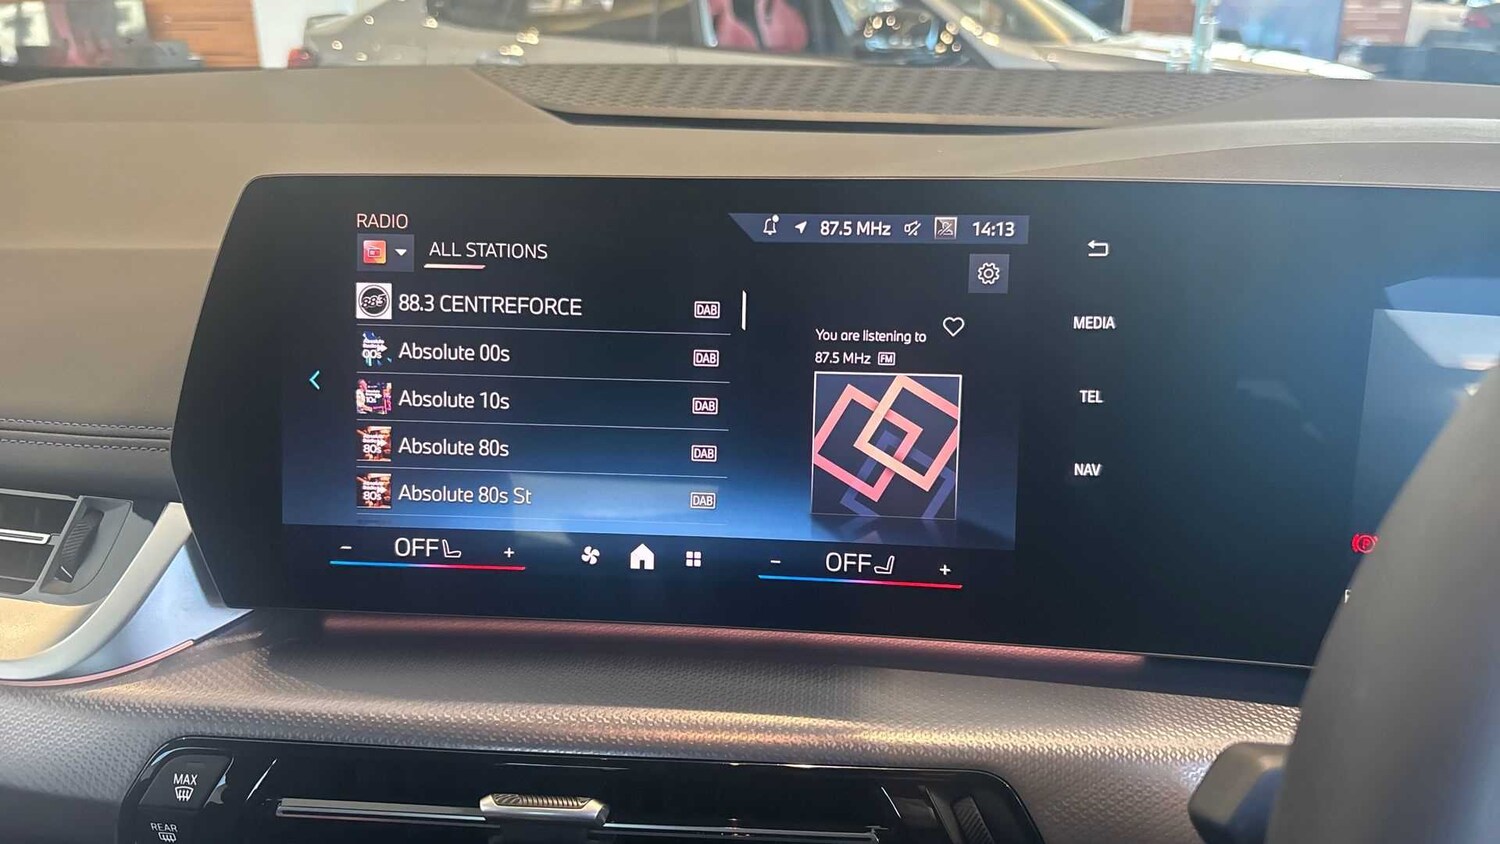 RADIO
ALL STATIONS
88.3
88.3 CENTREFORCE
DAB
Absolute 00s
DAB
Absolute 10s
DAB
Absolute 80s
DAB
Absolute 80s St
DAB
87.5 MHz
14:13
You are listening to
87.5 MHz FM
MEDIA
TEL
NAV
- OFF +
- OFF +
P
MAX
REAR